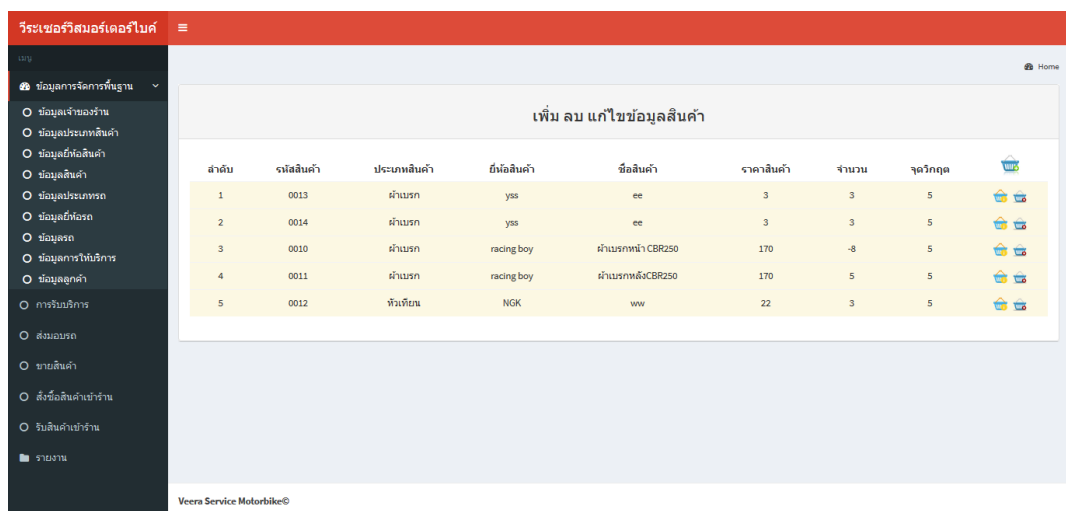 วีระเซอร์วิสมอร์เตอร์ไบค์
เมนู
Home
ข้อมูลการจัดการพื้นฐาน
ข้อมูลเจ้าของร้าน
ข้อมูลประเภทสินค้า
ข้อมูลยี่ห้อสินค้า
ข้อมูลสินค้า
ข้อมูลประเภทรถ
ข้อมูลยี่ห้อรถ
ข้อมูลรถ
ข้อมูลการให้บริการ
ข้อมูลลูกค้า
การรับบริการ
ส่งมอบรถ
ขายสินค้า
สั่งซื้อสินค้าเข้าร้าน
รับสินค้าเข้าร้าน
รายงาน
เพิ่ม ลบ แก้ไขข้อมูลสินค้า
ลำดับ รหัสสินค้า ประเภทสินค้า ยี่ห้อสินค้า ชื่อสินค้า ราคาสินค้า จำนวน จุดวิกฤต
1 0013 ผ้าเบรก yss ee 3 3 5
2 0014 ผ้าเบรก yss ee 3 3 5
3 0010 ผ้าเบรก racing boy ผ้าเบรกหน้า CBR250 170 -8 5
4 0011 ผ้าเบรก racing boy ผ้าเบรกหลังCBR250 170 5 5
5 0012 หัวเทียน NGK ww 22 3 5
Veera Service Motorbike©